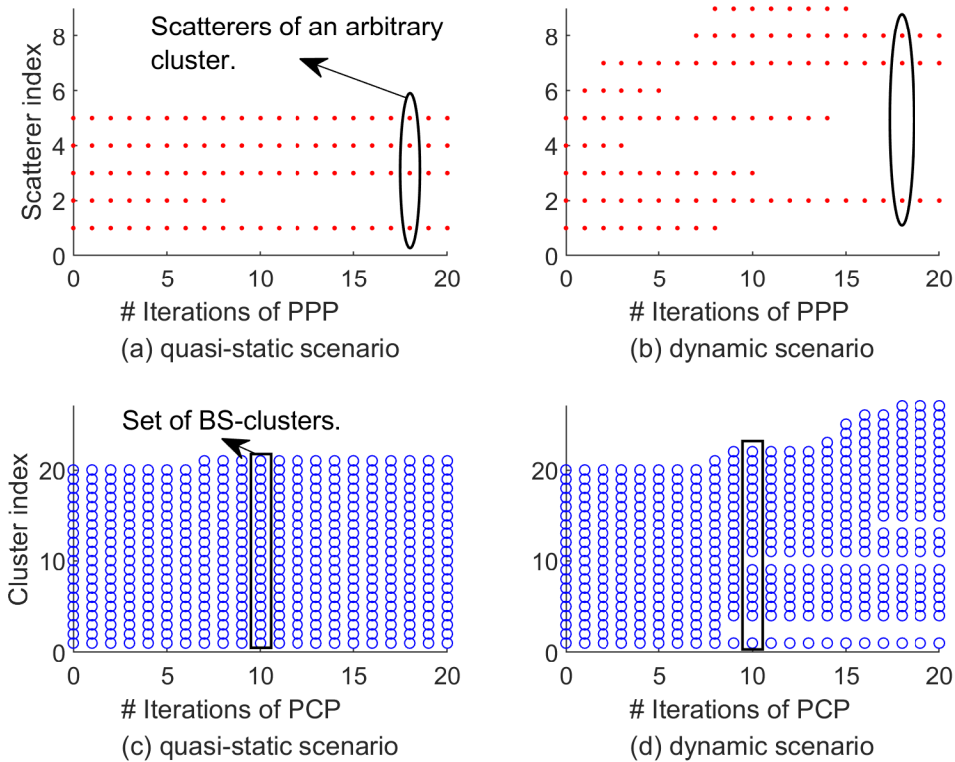 Scatterers of an arbitrary
cluster.
8
6
4
2
0
Scatterer index
0 5 10 15 20
# Iterations of PPP
(a) quasi-static scenario
8
6
4
2
0
0 5 10 15 20
# Iterations of PPP
(b) dynamic scenario
Set of BS-clusters.
20
10
0
Cluster index
0 5 10 15 20
# Iterations of PCP
(c) quasi-static scenario
20
10
0
0 5 10 15 20
# Iterations of PCP
(d) dynamic scenario